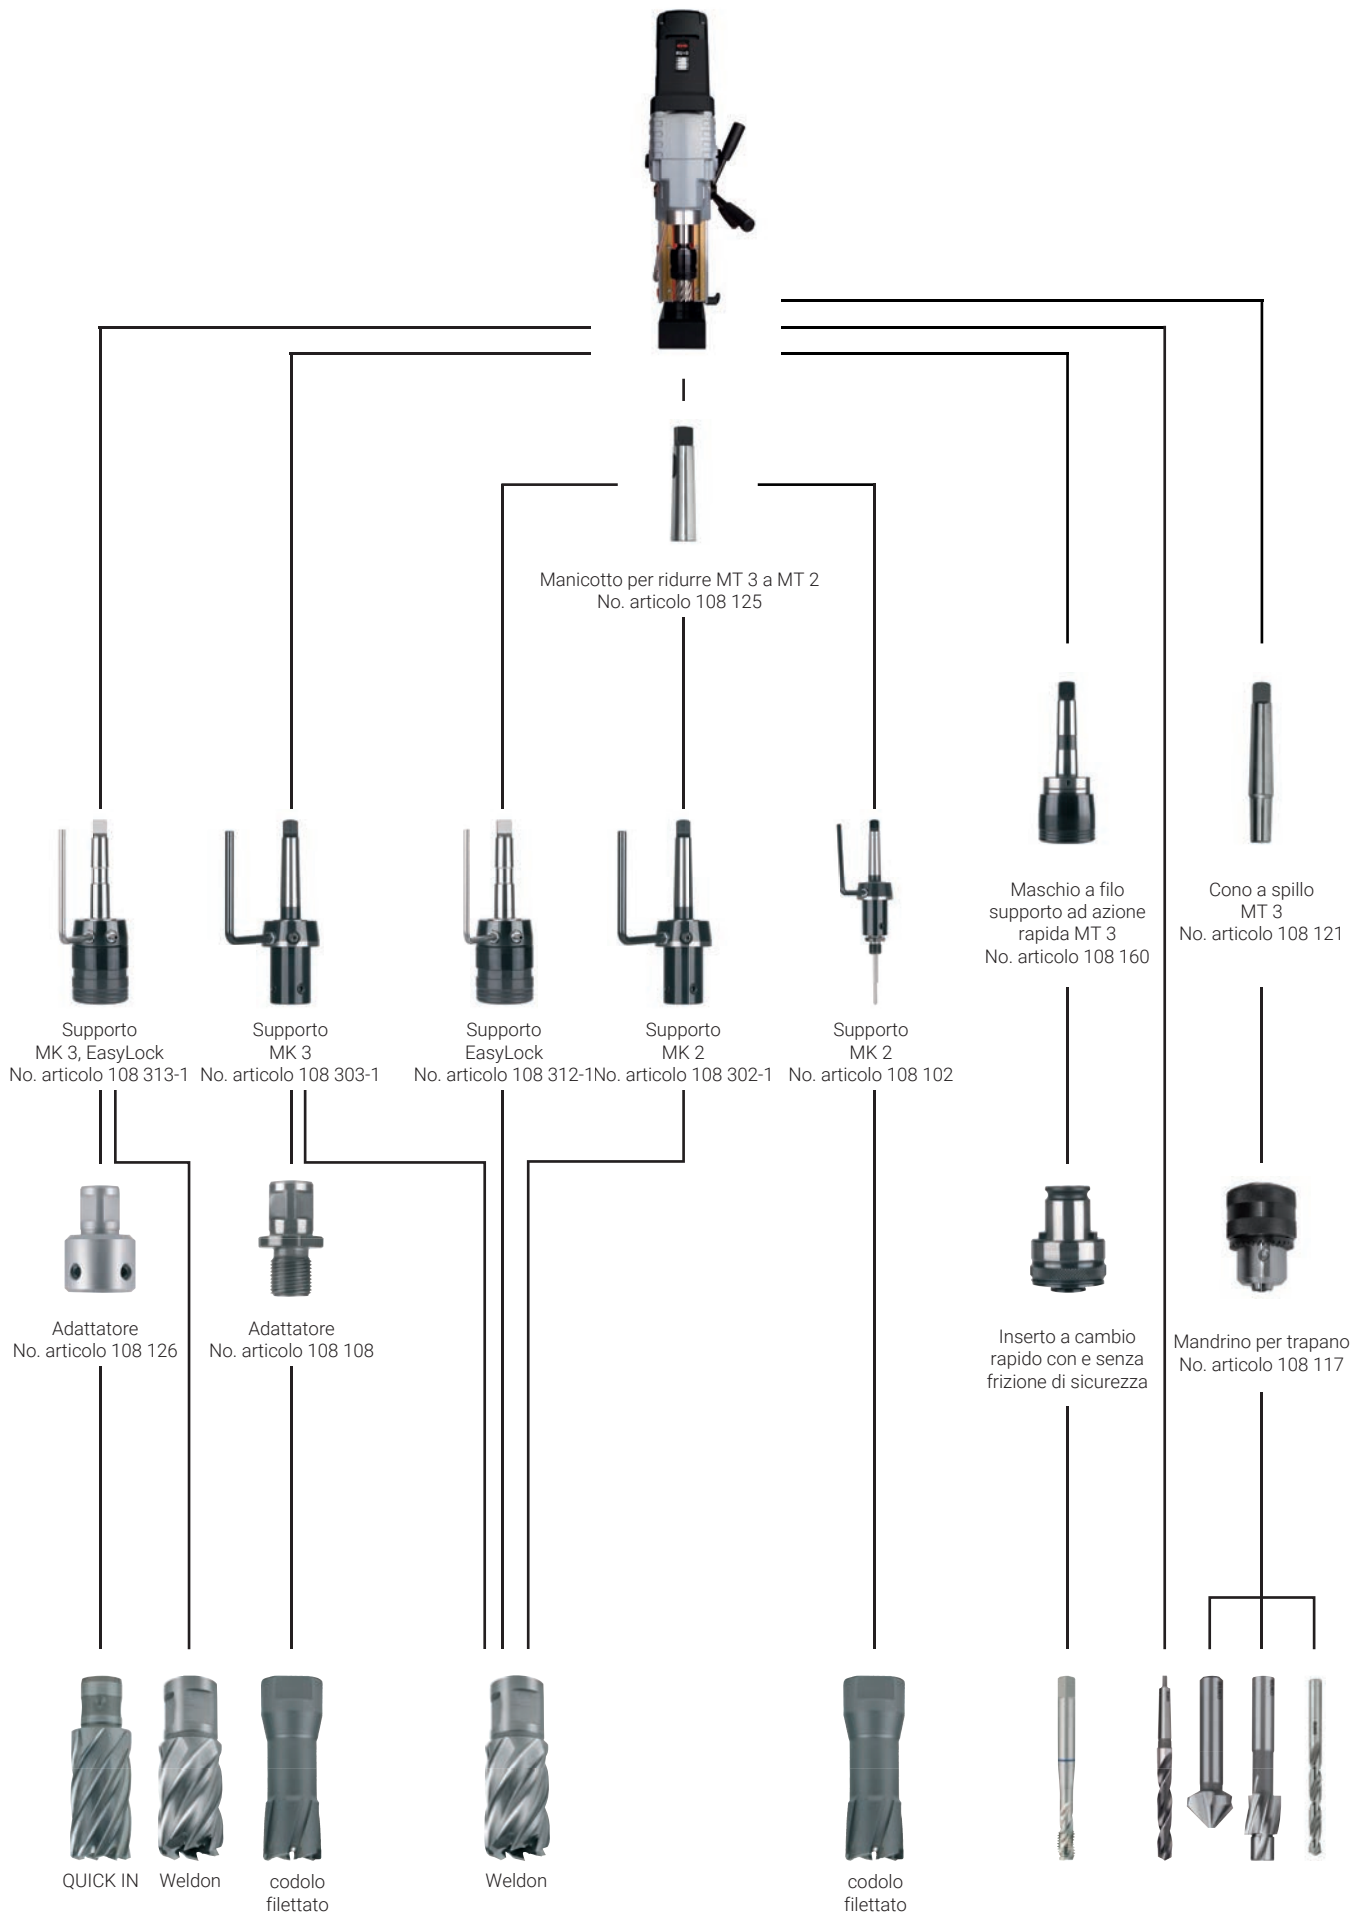 Manicotto per ridurre MT 3 a MT 2
No. articolo 108 125
Maschio a filo
supporto ad azione
rapida MT 3
No. articolo 108 160
Cono a spillo
MT 3
No. articolo 108 121
Supporto
MK 3, EasyLock
No. articolo 108 313-1
Supporto
MK 3
No. articolo 108 303-1
Supporto
EasyLock
No. articolo 108 312-1
Supporto
MK 2
No. articolo 108 302-1
Supporto
MK 2
No. articolo 108 102
Adattatore
No. articolo 108 126
Adattatore
No. articolo 108 108
Inserto a cambio
rapido con e senza
frizione di sicurezza
Mandrino per trapano
No. articolo 108 117
QUICK IN
Weldon
codolo
filettato
Weldon
codolo
filettato